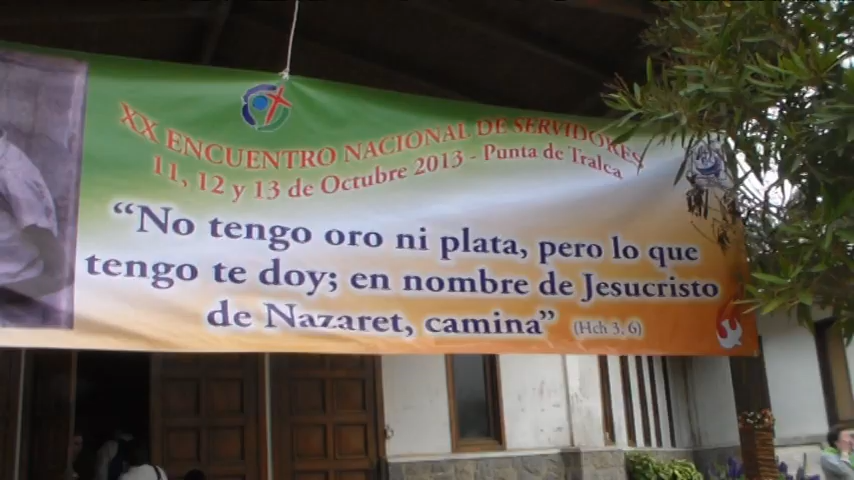 XX ENCUENTRO NACIONAL DE SERVIDORES
11, 12 y 13 de Octubre 2013 - Punta de Tralca
“No tengo oro ni plata, pero lo que
tengo te doy; en nombre de Jesucristo
de Nazaret, camina” (Hch 3, 6)